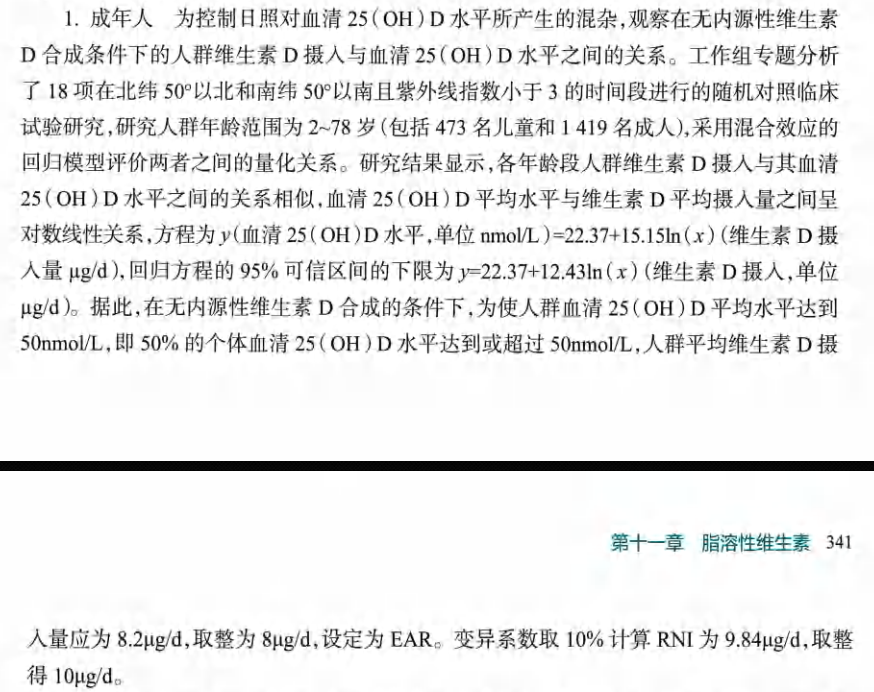 1. 成年人　为控制日照对血清 25(OH)D 水平所产生的混杂,观察在无内源性维生素
D 合成条件下的人群维生素 D 摄入与血清 25(OH)D 水平之间的关系。工作组专题分析
了 18 项在北纬 50°以北和南纬 50°以南且紫外线指数小于 3 的时间段进行的随机对照临床
试验研究,研究人群年龄范围为 2~78 岁(包括 473 名儿童和 1 419 名成人),采用混合效应的
回归模型评价两者之间的量化关系。研究结果显示,各年龄段人群维生素 D 摄入与其血清
25(OH)D 水平之间的关系相似,血清 25(OH)D 平均水平与维生素 D 平均摄入量之间呈
对数线性关系,方程为 y(血清 25(OH)D 水平,单位 nmol/L)=22.37+15.15ln(x)(维生素 D 摄
入量 μg/d),回归方程的 95% 可信区间的下限为 y=22.37+12.43ln(x)(维生素 D 摄入,单位
μg/d)。据此,在无内源性维生素 D 合成的条件下,为使人群血清 25(OH)D 平均水平达到
50nmol/L,即 50% 的个体血清 25(OH)D 水平达到或超过 50nmol/L,人群平均维生素 D 摄
第十一章　脂溶性维生素　341
入量应为 8.2μg/d,取整为 8μg/d,设定为 EAR。变异系数取 10% 计算 RNI 为 9.84μg/d,取整
得 10μg/d。